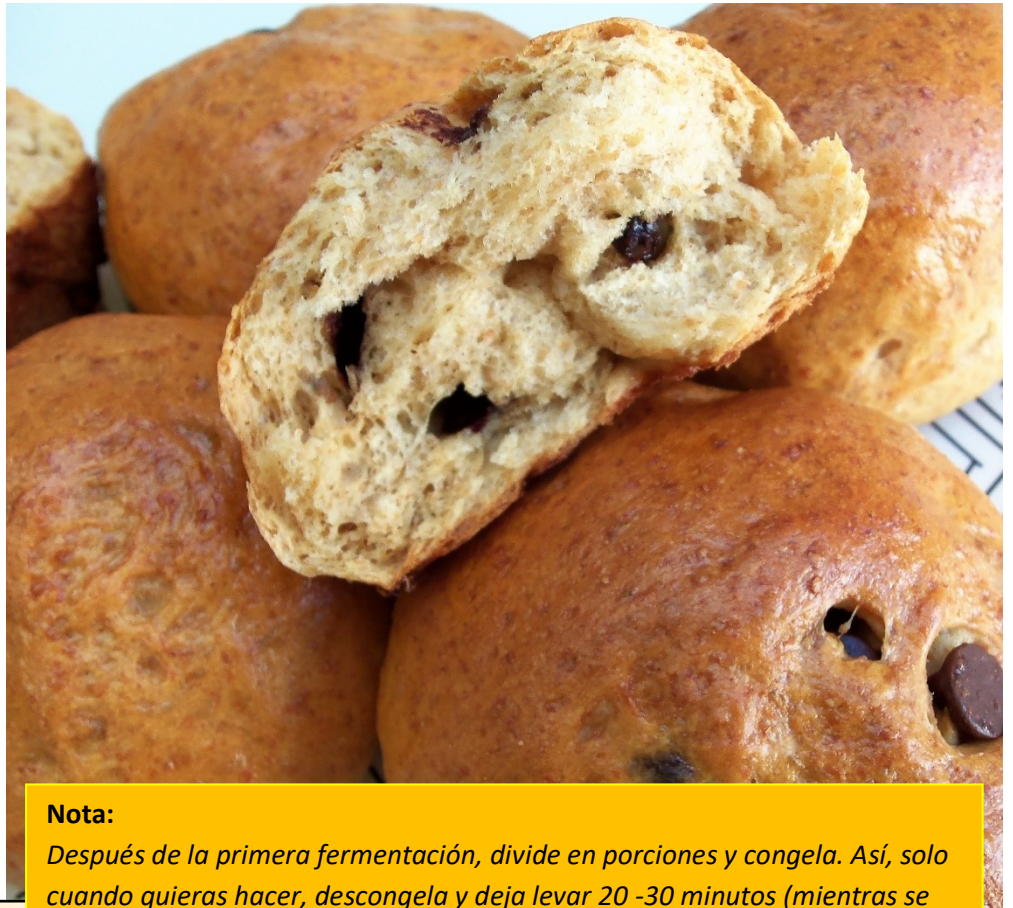 Nota:
Después de la primera fermentación, divide en porciones y congela. Así, solo
cuando quieras hacer, descongela y deja levar 20 -30 minutos (mientras se